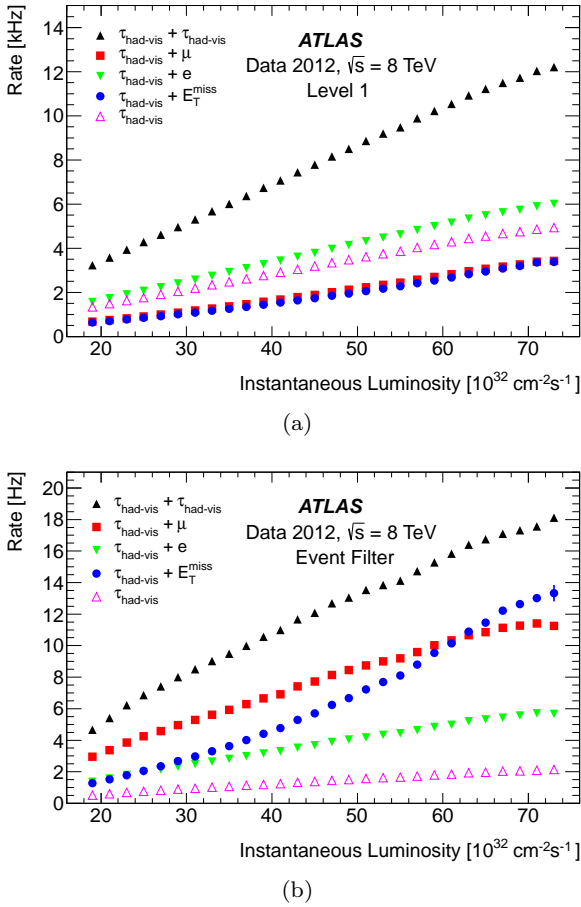 Rate [kHz]
14
12
10
8
6
4
2
0
τhad-vis + τhad-vis
τhad-vis + μ
τhad-vis + e
τhad-vis + E_T^miss
τhad-vis
ATLAS
Data 2012, √s = 8 TeV
Level 1
20 30 40 50 60 70
Instantaneous Luminosity [10^32 cm-2s-1]
(a)
Rate [Hz]
20
18
16
14
12
10
8
6
4
2
0
τhad-vis + τhad-vis
τhad-vis + μ
τhad-vis + e
τhad-vis + E_T^miss
τhad-vis
ATLAS
Data 2012, √s = 8 TeV
Event Filter
20 30 40 50 60 70
Instantaneous Luminosity [10^32 cm-2s-1]
(b)